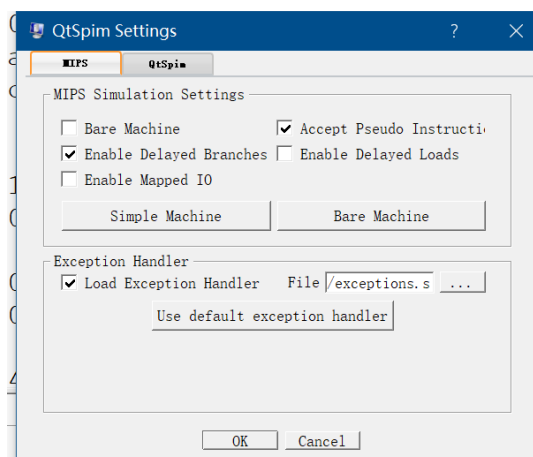 QtSpim Settings ? ×
MIPS QtSpim
MIPS Simulation Settings
Bare Machine Accept Pseudo Instructi
Enable Delayed Branches Enable Delayed Loads
Enable Mapped IO
Simple Machine Bare Machine
Exception Handler
Load Exception Handler File /exceptions.s ...
Use default exception handler
OK Cancel